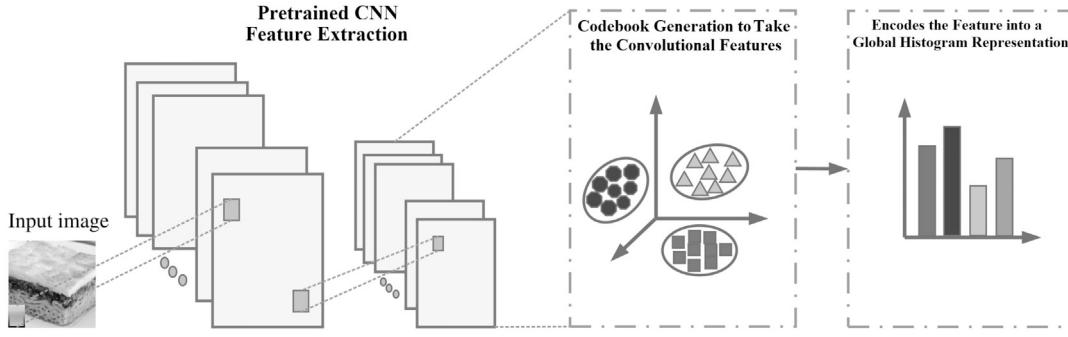 Pretrained CNN
Feature Extraction
Codebook Generation to Take
the Convolutional Features
Encodes the Feature into a
Global Histogram Representation
Input image